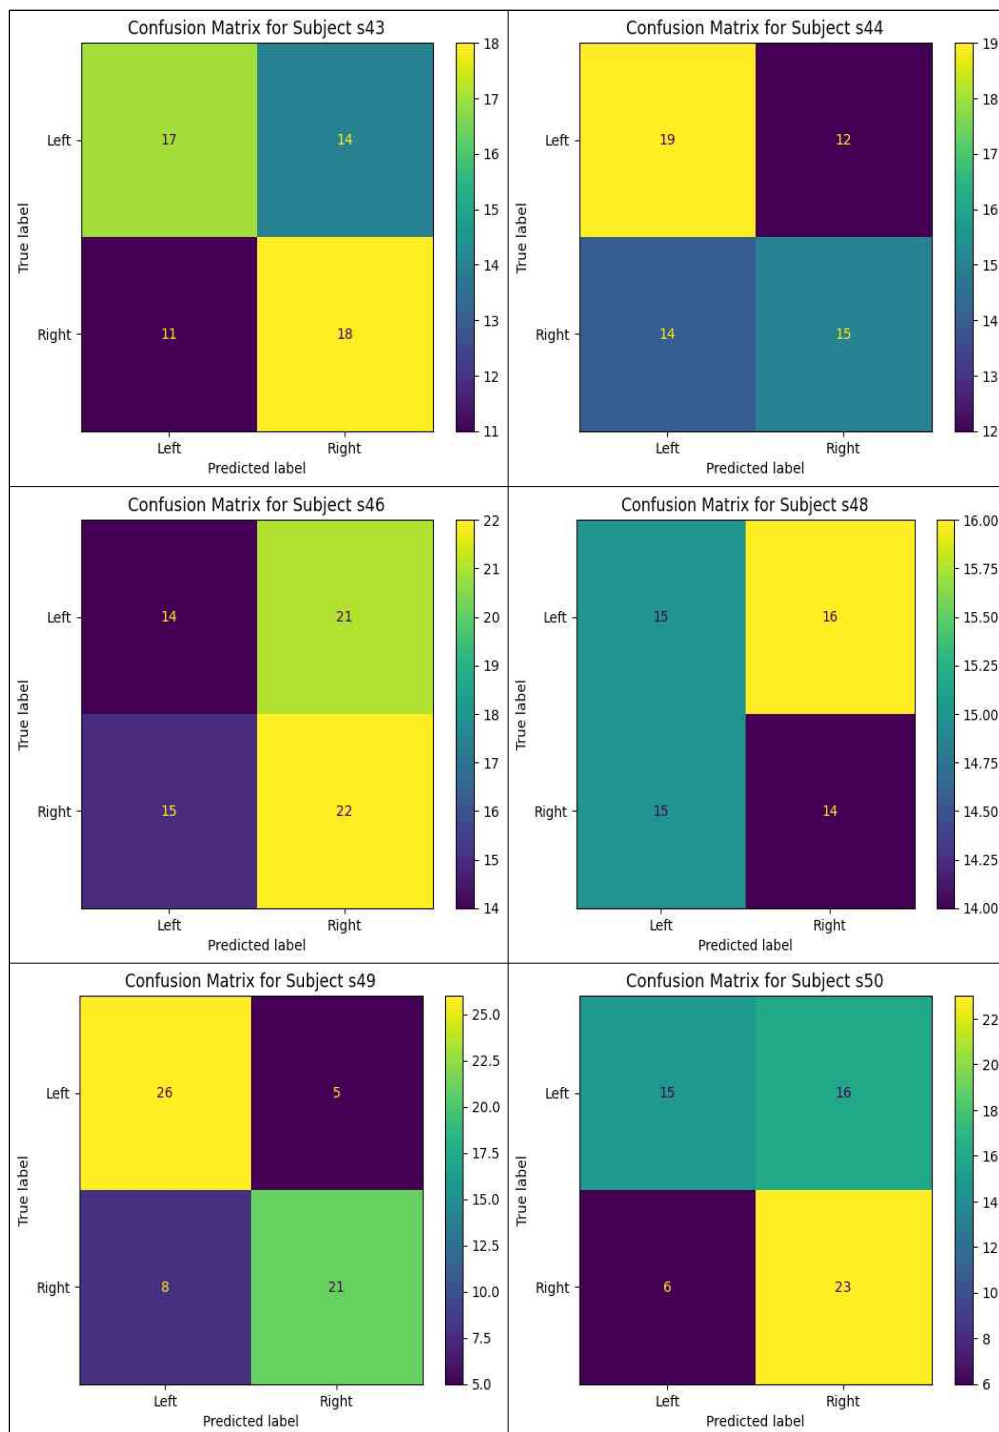 Confusion Matrix for Subject s43
18
17
16
15
14
13
12
11
Left
17
14
Right
11
18
True label
Left
Right
Predicted label
Confusion Matrix for Subject s44
19
18
17
16
15
14
13
12
Left
19
12
Right
14
15
True label
Left
Right
Predicted label
Confusion Matrix for Subject s46
22
21
20
19
18
17
16
15
14
Left
14
21
Right
15
22
True label
Left
Right
Predicted label
Confusion Matrix for Subject s48
16.00
15.75
15.50
15.25
15.00
14.75
14.50
14.25
14.00
Left
15
16
Right
15
14
True label
Left
Right
Predicted label
Confusion Matrix for Subject s49
25.0
22.5
20.0
17.5
15.0
12.5
10.0
7.5
5.0
Left
26
5
Right
8
21
True label
Left
Right
Predicted label
Confusion Matrix for Subject s50
22
20
18
16
14
12
10
8
6
Left
15
16
Right
6
23
True label
Left
Right
Predicted label